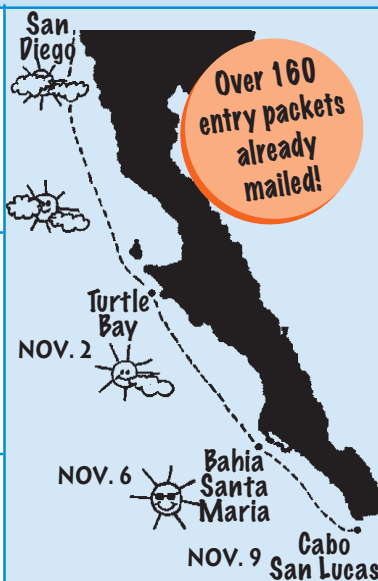 San
Diego
Over 160
entry packets
already
mailed!
Turtle
Bay
NOV. 2
NOV. 6
Bahia
Santa
Maria
NOV. 9
Cabo
San Lucas